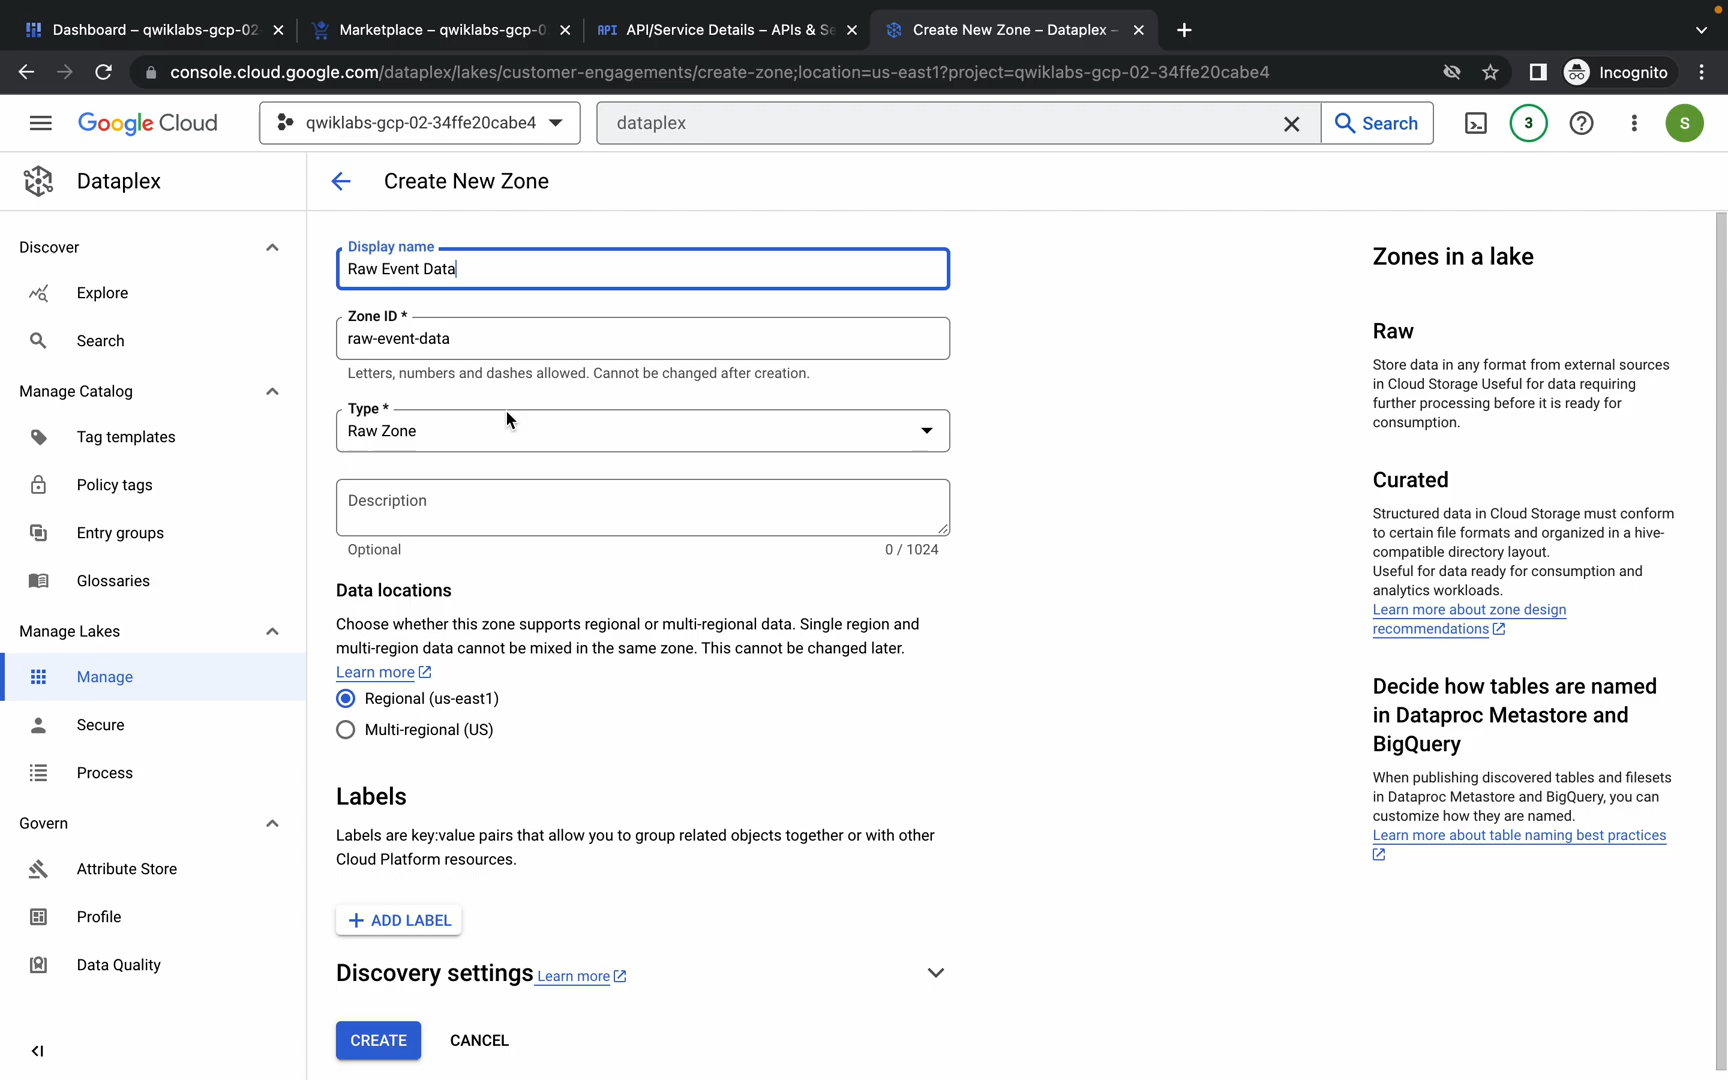 Dashboard – qwiklabs-gcp-02
Marketplace – qwiklabs-gcp-0
API API/Service Details – APIs & Se
Create New Zone – Dataplex –
console.cloud.google.com/dataplex/lakes/customer-engagements/create-zone;location=us-east1?project=qwiklabs-gcp-02-34ffe20cabe4
Incognito
Google Cloud
qwiklabs-gcp-02-34ffe20cabe4
dataplex
Search
3
S
Dataplex
Discover
Explore
Search
Manage Catalog
Tag templates
Policy tags
Entry groups
Glossaries
Manage Lakes
Manage
Secure
Process
Govern
Attribute Store
Profile
Data Quality
Create New Zone
Display name
Raw Event Data
Zone ID *
raw-event-data
Letters, numbers and dashes allowed. Cannot be changed after creation.
Type *
Raw Zone
Description
Optional
0 / 1024
Data locations
Choose whether this zone supports regional or multi-regional data. Single region and
multi-region data cannot be mixed in the same zone. This cannot be changed later.
Learn more
Regional (us-east1)
Multi-regional (US)
Labels
Labels are key:value pairs that allow you to group related objects together or with other
Cloud Platform resources.
ADD LABEL
Discovery settings Learn more
CREATE
CANCEL
Zones in a lake
Raw
Store data in any format from external sources
in Cloud Storage Useful for data requiring
further processing before it is ready for
consumption.
Curated
Structured data in Cloud Storage must conform
to certain file formats and organized in a hive-
compatible directory layout.
Useful for data ready for consumption and
analytics workloads.
Learn more about zone design
recommendations
Decide how tables are named
in Dataproc Metastore and
BigQuery
When publishing discovered tables and filesets
in Dataproc Metastore and BigQuery, you can
customize how they are named.
Learn more about table naming best practices